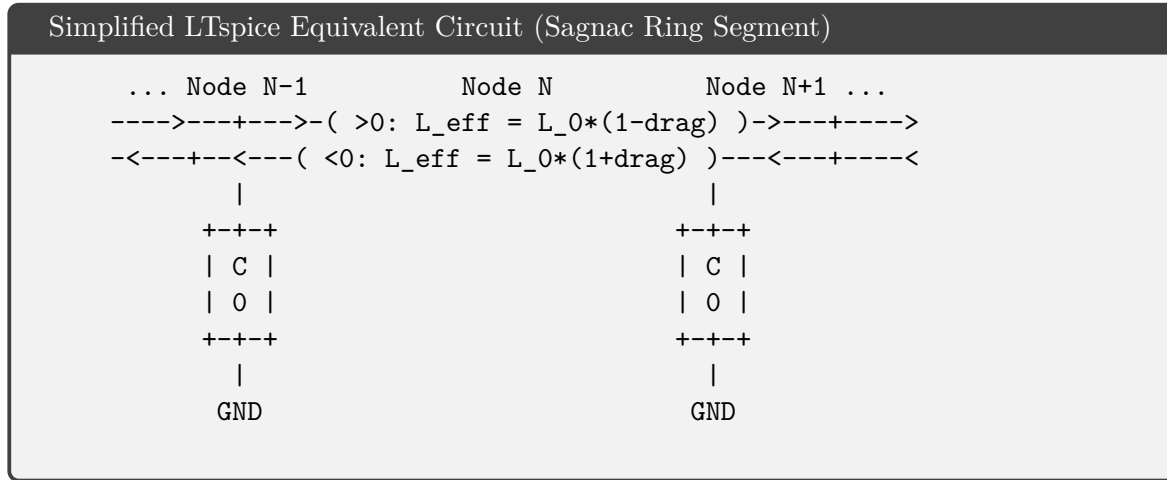 Simplified LTspice Equivalent Circuit (Sagnac Ring Segment)
... Node N-1          Node N          Node N+1 ...
---->---+--->-( >0: L_eff = L_0*(1-drag) )->---+---->
-<---+--<---( <0: L_eff = L_0*(1+drag) )---<---+----<
|                              |
+-+-+                          +-+-+
| C |                          | C |
| 0 |                          | 0 |
+-+-+                          +-+-+
|                              |
GND                            GND